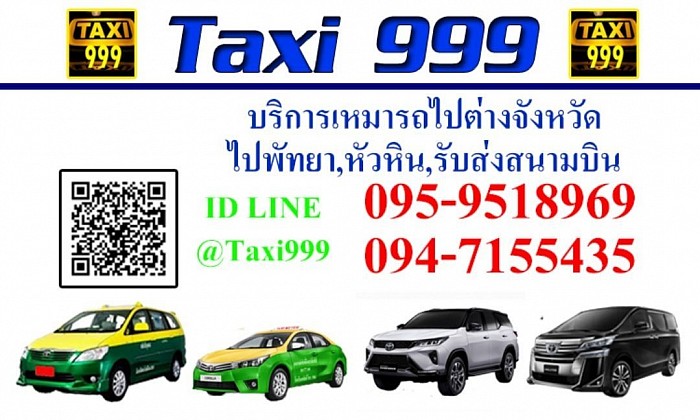 TAXI
999
Taxi 999
TAXI
999
บริการเหมารถไปต่างจังหวัด
ไปพัทยา,หัวหิน,รับส่งสนามบิน
ID LINE
@Taxi999
095-9518969
094-7155435